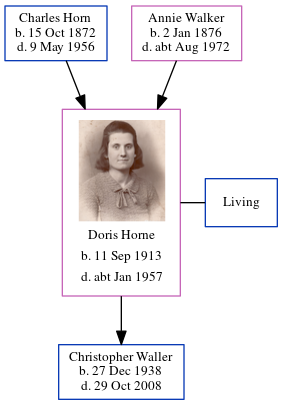 Charles Horn
b. 15 Oct 1872
d. 9 May 1956
Annie Walker
b. 2 Jan 1876
d. abt Aug 1972
Doris Horne
b. 11 Sep 1913
d. abt Jan 1957
Living
Christopher Waller
b. 27 Dec 1938
d. 29 Oct 2008